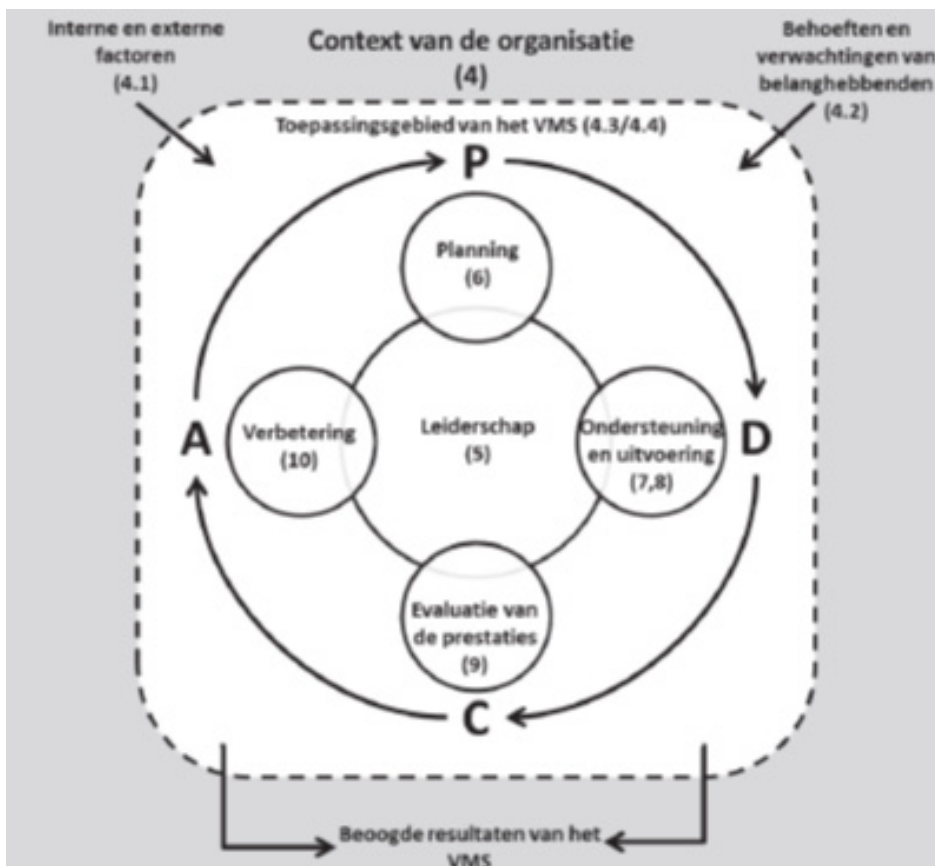 Interne en externe
factoren
(4.1)
Context van de organisatie
(4)
Behoeften en
verwachtingen van
belanghebbenden
(4.2)
Toepassingsgebied van het VMS (4.3/4.4)
P
Planning
(6)
A
Verbetering
(10)
Leiderschap
(5)
Ondersteuning
en uitvoering
(7,8)
D
Evaluatie van
de prestaties
(9)
C
Beoogde resultaten van het
VMS